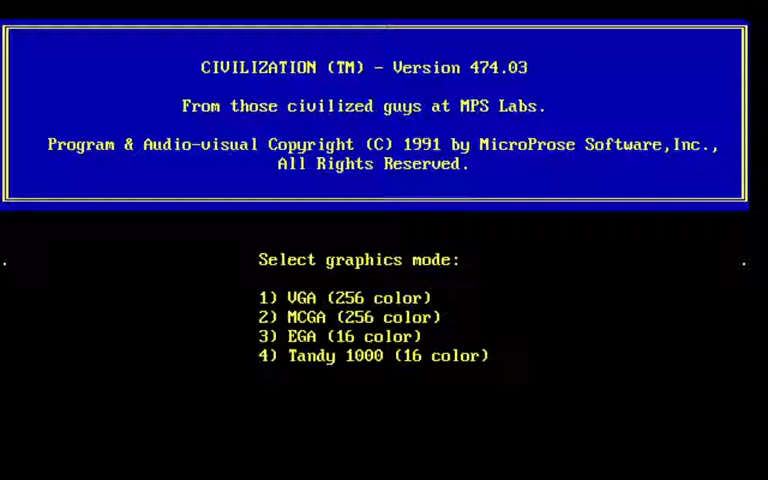 CIVILIZATION (TM) - Version 474.03
From those civilized guys at MPS Labs.
Program & Audio-visual Copyright (C) 1991 by MicroProse Software,Inc.,
All Rights Reserved.
.
.
Select graphics mode:
1) VGA (256 color)
2) MCGA (256 color)
3) EGA (16 color)
4) Tandy 1000 (16 color)